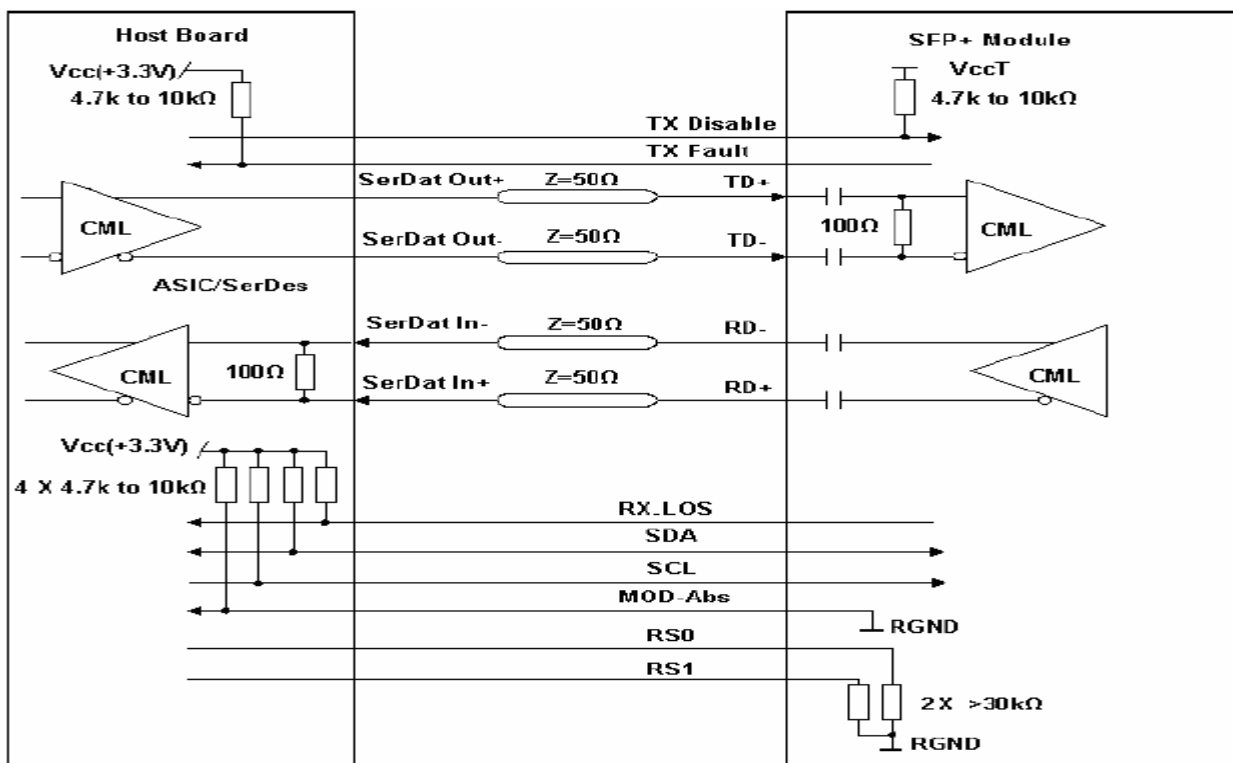 Host Board
SFP+ Module
Vcc(+3.3V)
4.7k to 10kΩ
VccT
4.7k to 10kΩ
TX Disable
TX Fault
SerDat Out+
Z=50Ω
TD+
CML
100Ω
CML
SerDat Out-
Z=50Ω
TD-
ASIC/SerDes
SerDat In-
Z=50Ω
RD-
CML
100Ω
CML
SerDat In+
Z=50Ω
RD+
Vcc(+3.3V)
4 X 4.7k to 10kΩ
RX_LOS
SDA
SCL
MOD-Abs
RGND
RS0
RS1
2X >30kΩ
RGND